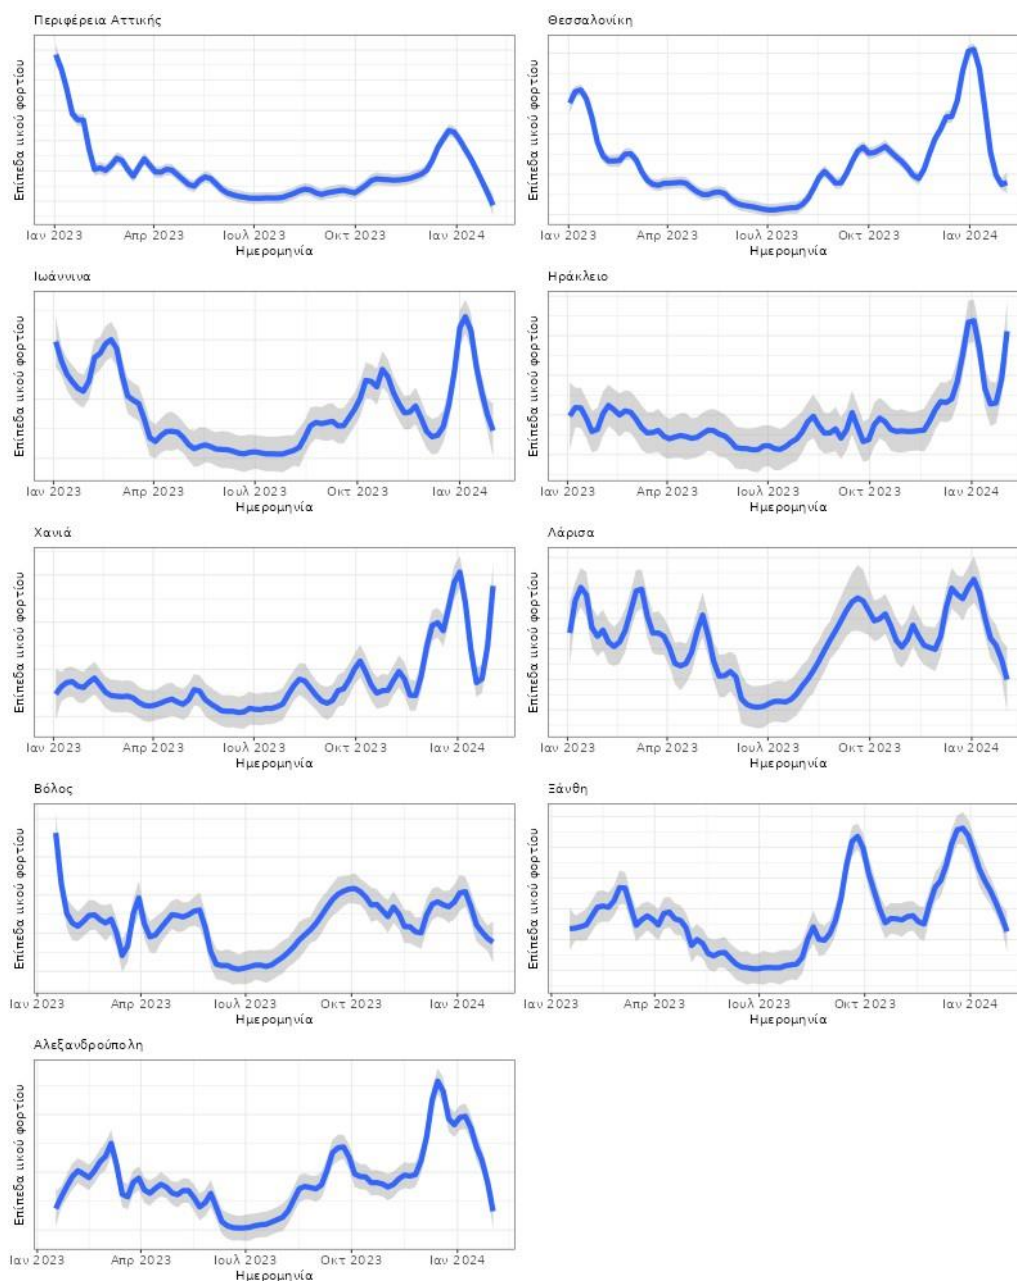 Περιφέρεια Αττικής
Επίπεδα ιικού φορτίου
Ιαν 2023 Απρ 2023 Ιουλ 2023 Οκτ 2023 Ιαν 2024
Ημερομηνία
Θεσσαλονίκη
Επίπεδα ιικού φορτίου
Ιαν 2023 Απρ 2023 Ιουλ 2023 Οκτ 2023 Ιαν 2024
Ημερομηνία
Ιωάννινα
Επίπεδα ιικού φορτίου
Ιαν 2023 Απρ 2023 Ιουλ 2023 Οκτ 2023 Ιαν 2024
Ημερομηνία
Ηράκλειο
Επίπεδα ιικού φορτίου
Ιαν 2023 Απρ 2023 Ιουλ 2023 Οκτ 2023 Ιαν 2024
Ημερομηνία
Χανιά
Επίπεδα ιικού φορτίου
Ιαν 2023 Απρ 2023 Ιουλ 2023 Οκτ 2023 Ιαν 2024
Ημερομηνία
Λάρισα
Επίπεδα ιικού φορτίου
Ιαν 2023 Απρ 2023 Ιουλ 2023 Οκτ 2023 Ιαν 2024
Ημερομηνία
Βόλος
Επίπεδα ιικού φορτίου
Ιαν 2023 Απρ 2023 Ιουλ 2023 Οκτ 2023 Ιαν 2024
Ημερομηνία
Ξάνθη
Επίπεδα ιικού φορτίου
Ιαν 2023 Απρ 2023 Ιουλ 2023 Οκτ 2023 Ιαν 2024
Ημερομηνία
Αλεξανδρούπολη
Επίπεδα ιικού φορτίου
Ιαν 2023 Απρ 2023 Ιουλ 2023 Οκτ 2023 Ιαν 2024
Ημερομηνία